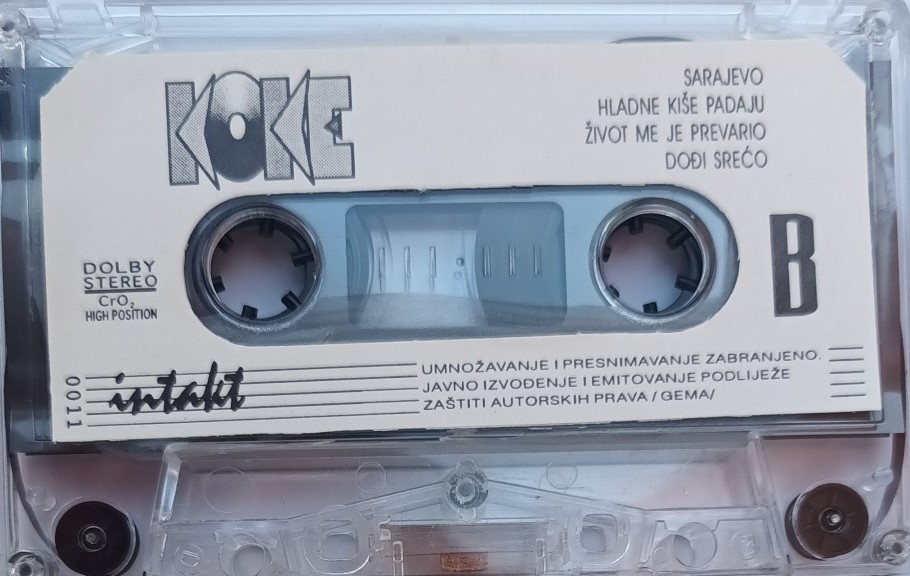 KOKE
SARAJEVO
HLADNE KIŠE PADAJU
ŽIVOT ME JE PREVARIO
DOĐI SREĆO
B
DOLBY
STEREO
CrO₂
HIGH POSITION
0011
intakt
UMNOŽAVANJE I PRESNIMAVANJE ZABRANJENO.
JAVNO IZVOĐENJE I EMITOVANJE PODLIJEŽE
ZAŠTITI AUTORSKIH PRAVA / GEMA/